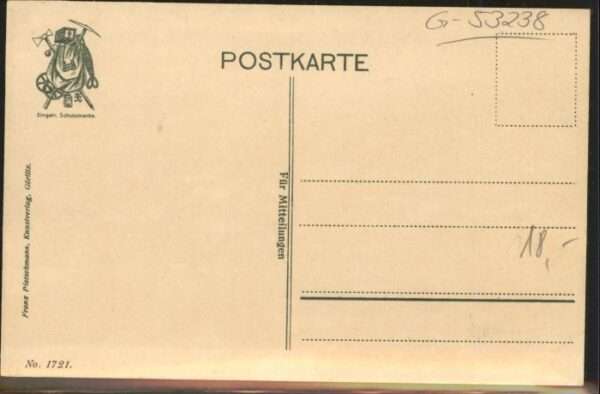 G-53238
POSTKARTE
Eingetr. Schutzmarke.
Für Mitteilungen
Franz Pietschmann, Kunstverlag, Görlitz.
18,-
No. 1721.